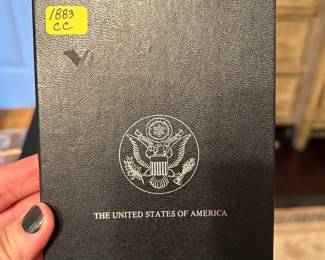 1883
CC
THE UNITED STATES OF AMERICA